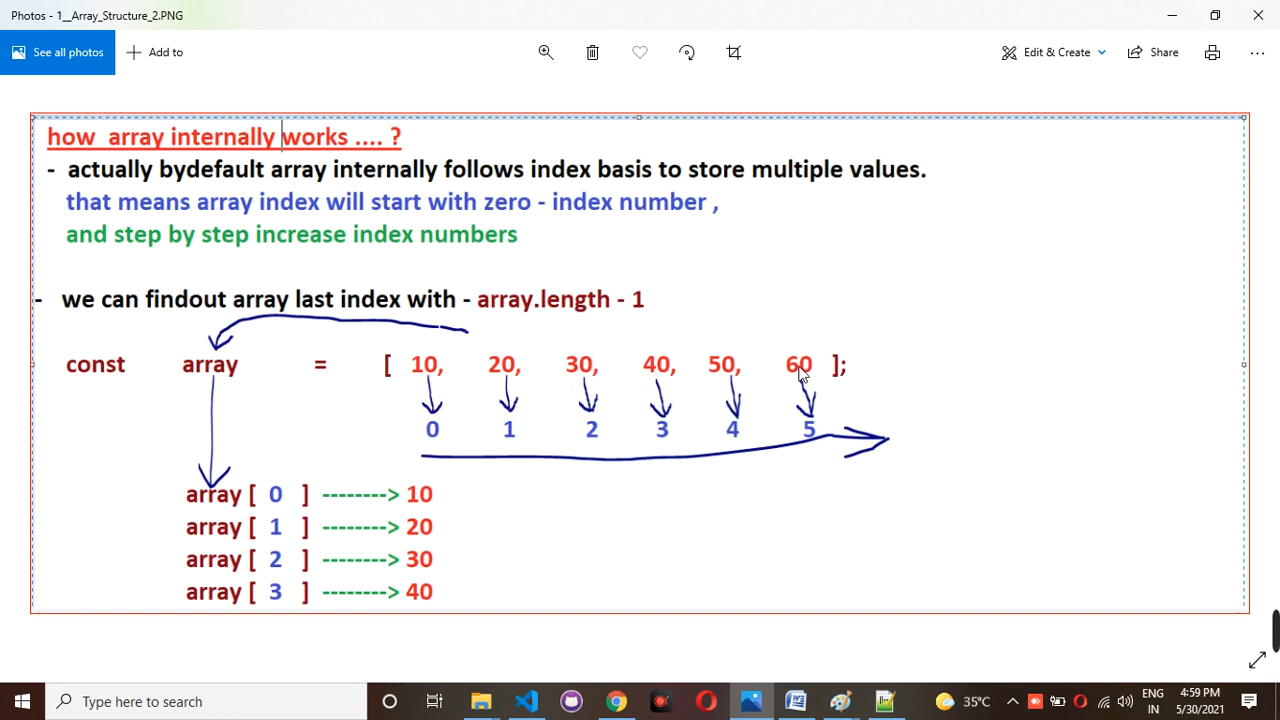 Photos - 1__Array_Structure_2.PNG
See all photos
Add to
Edit & Create
Share
how array internally works .... ?
- actually bydefault array internally follows index basis to store multiple values.
that means array index will start with zero - index number ,
and step by step increase index numbers
- we can findout array last index with - array.length - 1
const array = [ 10, 20, 30, 40, 50, 60 ];
0 1 2 3 4 5
array [ 0 ] --------> 10
array [ 1 ] --------> 20
array [ 2 ] --------> 30
array [ 3 ] --------> 40
Type here to search
35°C
ENG
IN
4:59 PM
5/30/2021